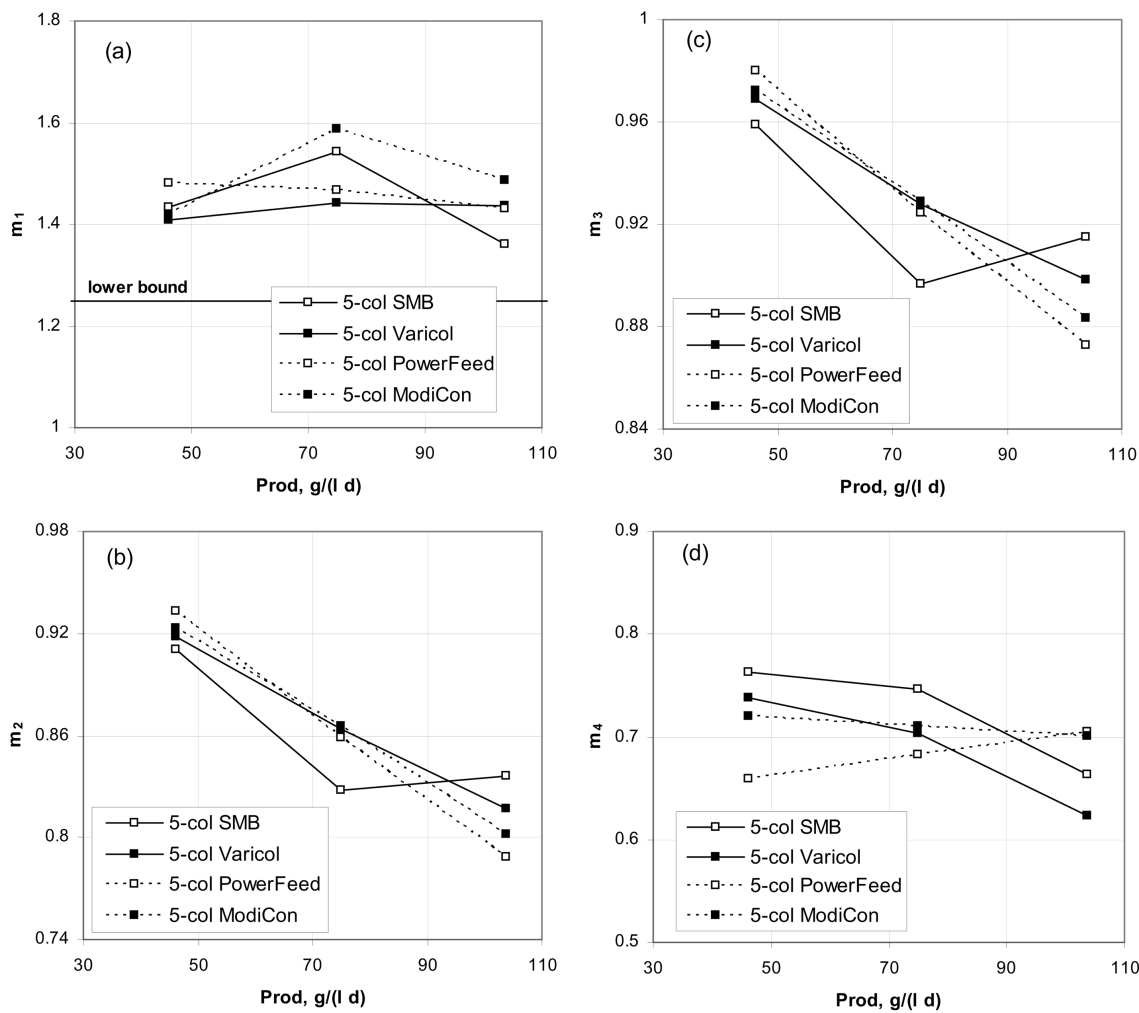 (a)
1.8
1.6
1.4
1.2
1
m₁
lower bound
5-col SMB
5-col Varicol
5-col PowerFeed
5-col ModiCon
30 50 70 90 110
Prod, g/(l d)
(c)
1
0.96
0.92
0.88
0.84
m₃
5-col SMB
5-col Varicol
5-col PowerFeed
5-col ModiCon
30 50 70 90 110
Prod, g/(l d)
(b)
0.98
0.92
0.86
0.8
0.74
m₂
5-col SMB
5-col Varicol
5-col PowerFeed
5-col ModiCon
30 50 70 90 110
Prod, g/(l d)
(d)
0.9
0.8
0.7
0.6
0.5
m₄
5-col SMB
5-col Varicol
5-col PowerFeed
5-col ModiCon
30 50 70 90 110
Prod, g/(l d)